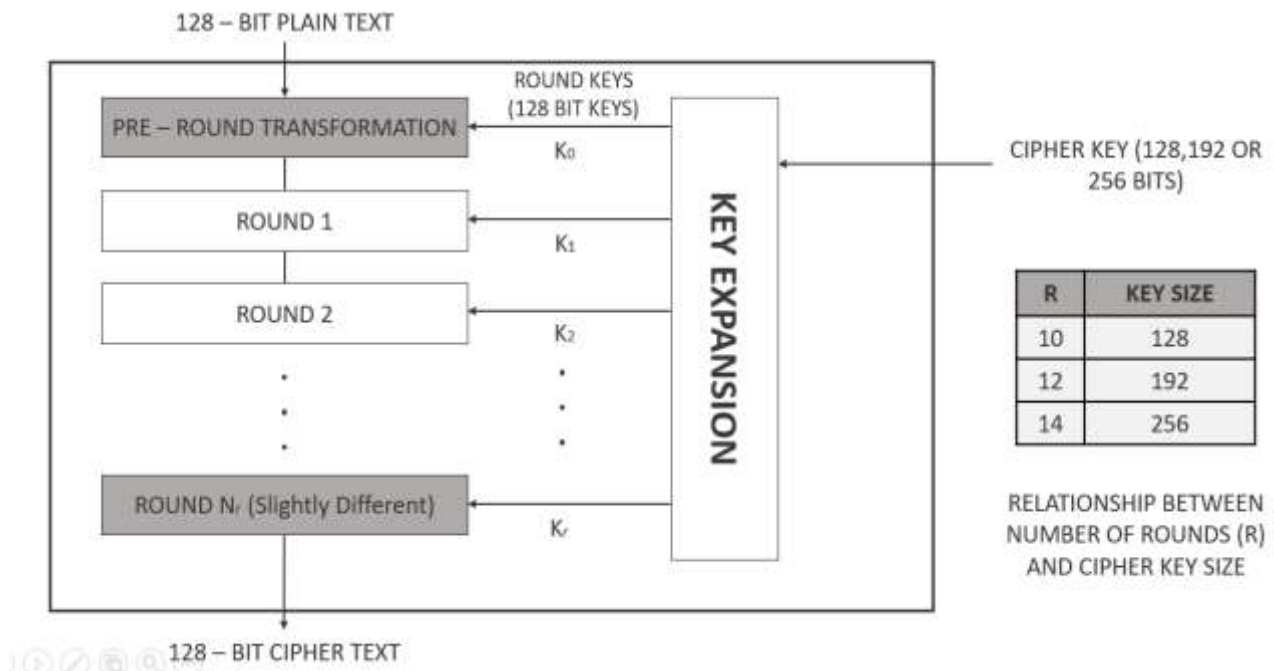 128 – BIT PLAIN TEXT
ROUND KEYS
(128 BIT KEYS)
PRE – ROUND TRANSFORMATION
K₀
CIPHER KEY (128,192 OR
256 BITS)
ROUND 1
K₁
ROUND 2
K₂
KEY EXPANSION
R KEY SIZE
10 128
12 192
14 256
ROUND Nᵣ (Slightly Different)
Kᵣ
RELATIONSHIP BETWEEN
NUMBER OF ROUNDS (R)
AND CIPHER KEY SIZE
128 – BIT CIPHER TEXT